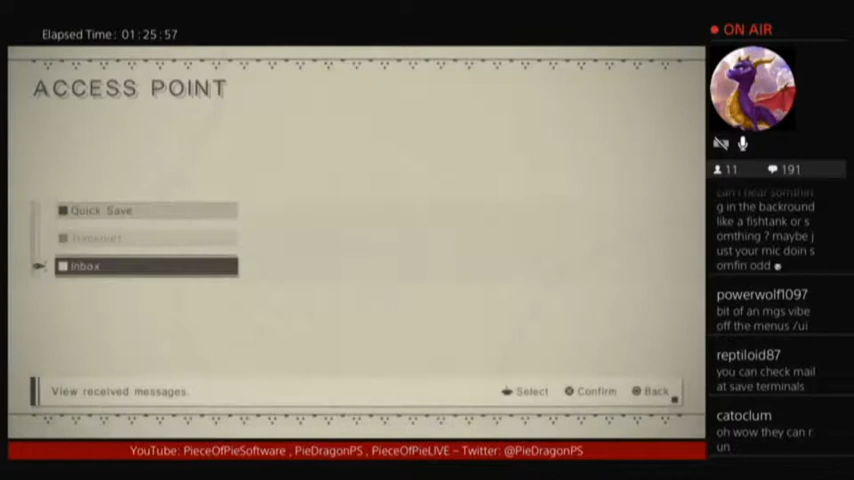 Elapsed Time: 01:25:57
ON AIR
ACCESS POINT
11 191
Quick Save
Inbox
View received messages.
Select Confirm Back
can i hear somthin
g in the backround
like a fishtank or s
omthing ? maybe j
ust your mic doin s
omfin odd
powerwolf1097
bit of an mgs vibe
off the menus /ui
reptiloid87
you can check mail
at save terminals
catoclum
oh wow they can r
un
YouTube: PieceOfPieSoftware , PieDragonPS , PieceOfPieLIVE ~ Twitter: @PieDragonPS